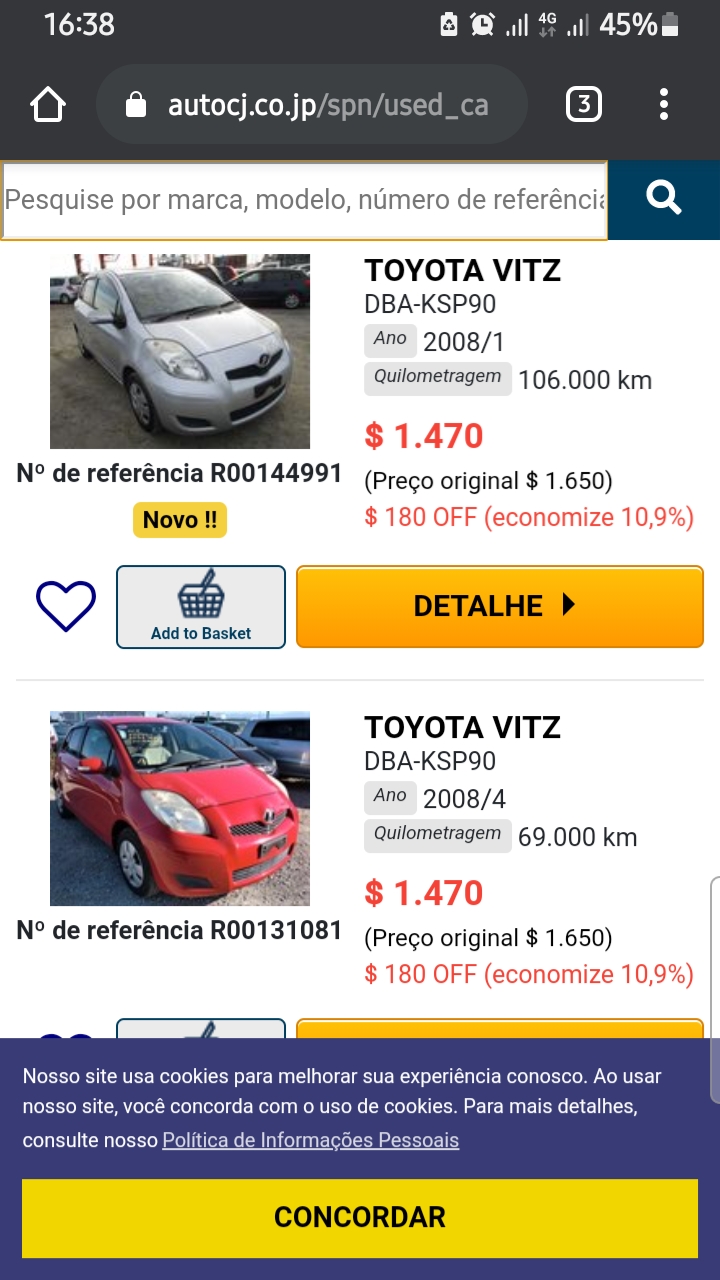 16:38
4G
45%
autocj.co.jp/spn/used_ca
3
Pesquise por marca, modelo, número de referência
TOYOTA VITZ
DBA-KSP90
Ano 2008/1
Quilometragem 106.000 km
$ 1.470
Nº de referência R00144991
(Preço original $ 1.650)
Novo !!
$ 180 OFF (economize 10,9%)
Add to Basket
DETALHE
TOYOTA VITZ
DBA-KSP90
Ano 2008/4
Quilometragem 69.000 km
$ 1.470
Nº de referência R00131081
(Preço original $ 1.650)
$ 180 OFF (economize 10,9%)
Nosso site usa cookies para melhorar sua experiência conosco. Ao usar
nosso site, você concorda com o uso de cookies. Para mais detalhes,
consulte nosso Política de Informações Pessoais
CONCORDAR